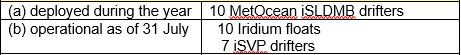 (a) deployed during the year 10 MetOcean iSLDMB drifters
(b) operational as of 31 July 10 Iridium floats
7 iSVP drifters